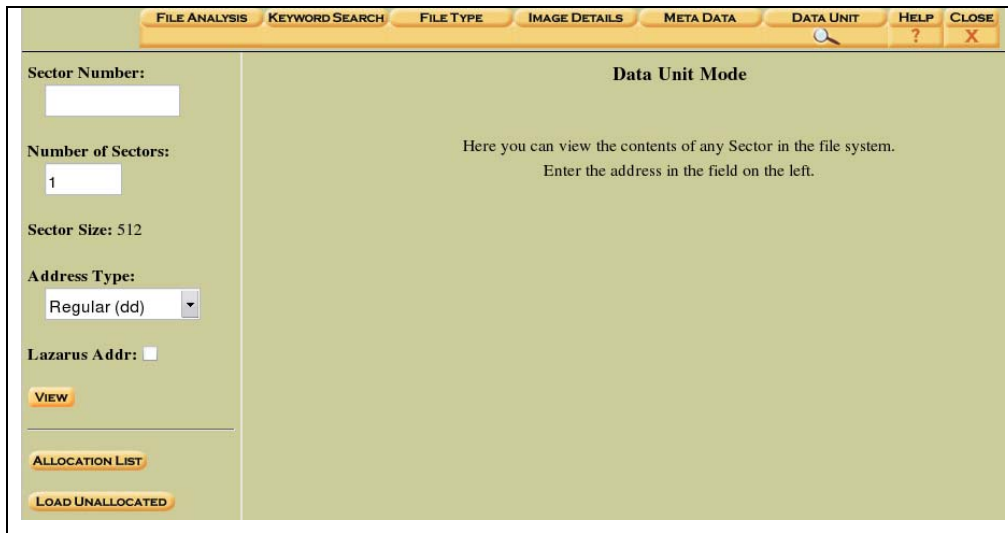 FILE ANALYSIS KEYWORD SEARCH FILE TYPE IMAGE DETAILS META DATA DATA UNIT HELP CLOSE
? X
Sector Number:
Number of Sectors:
1
Sector Size: 512
Address Type:
Regular (dd)
Lazarus Addr:
VIEW
ALLOCATION LIST
LOAD UNALLOCATED
Data Unit Mode
Here you can view the contents of any Sector in the file system.
Enter the address in the field on the left.